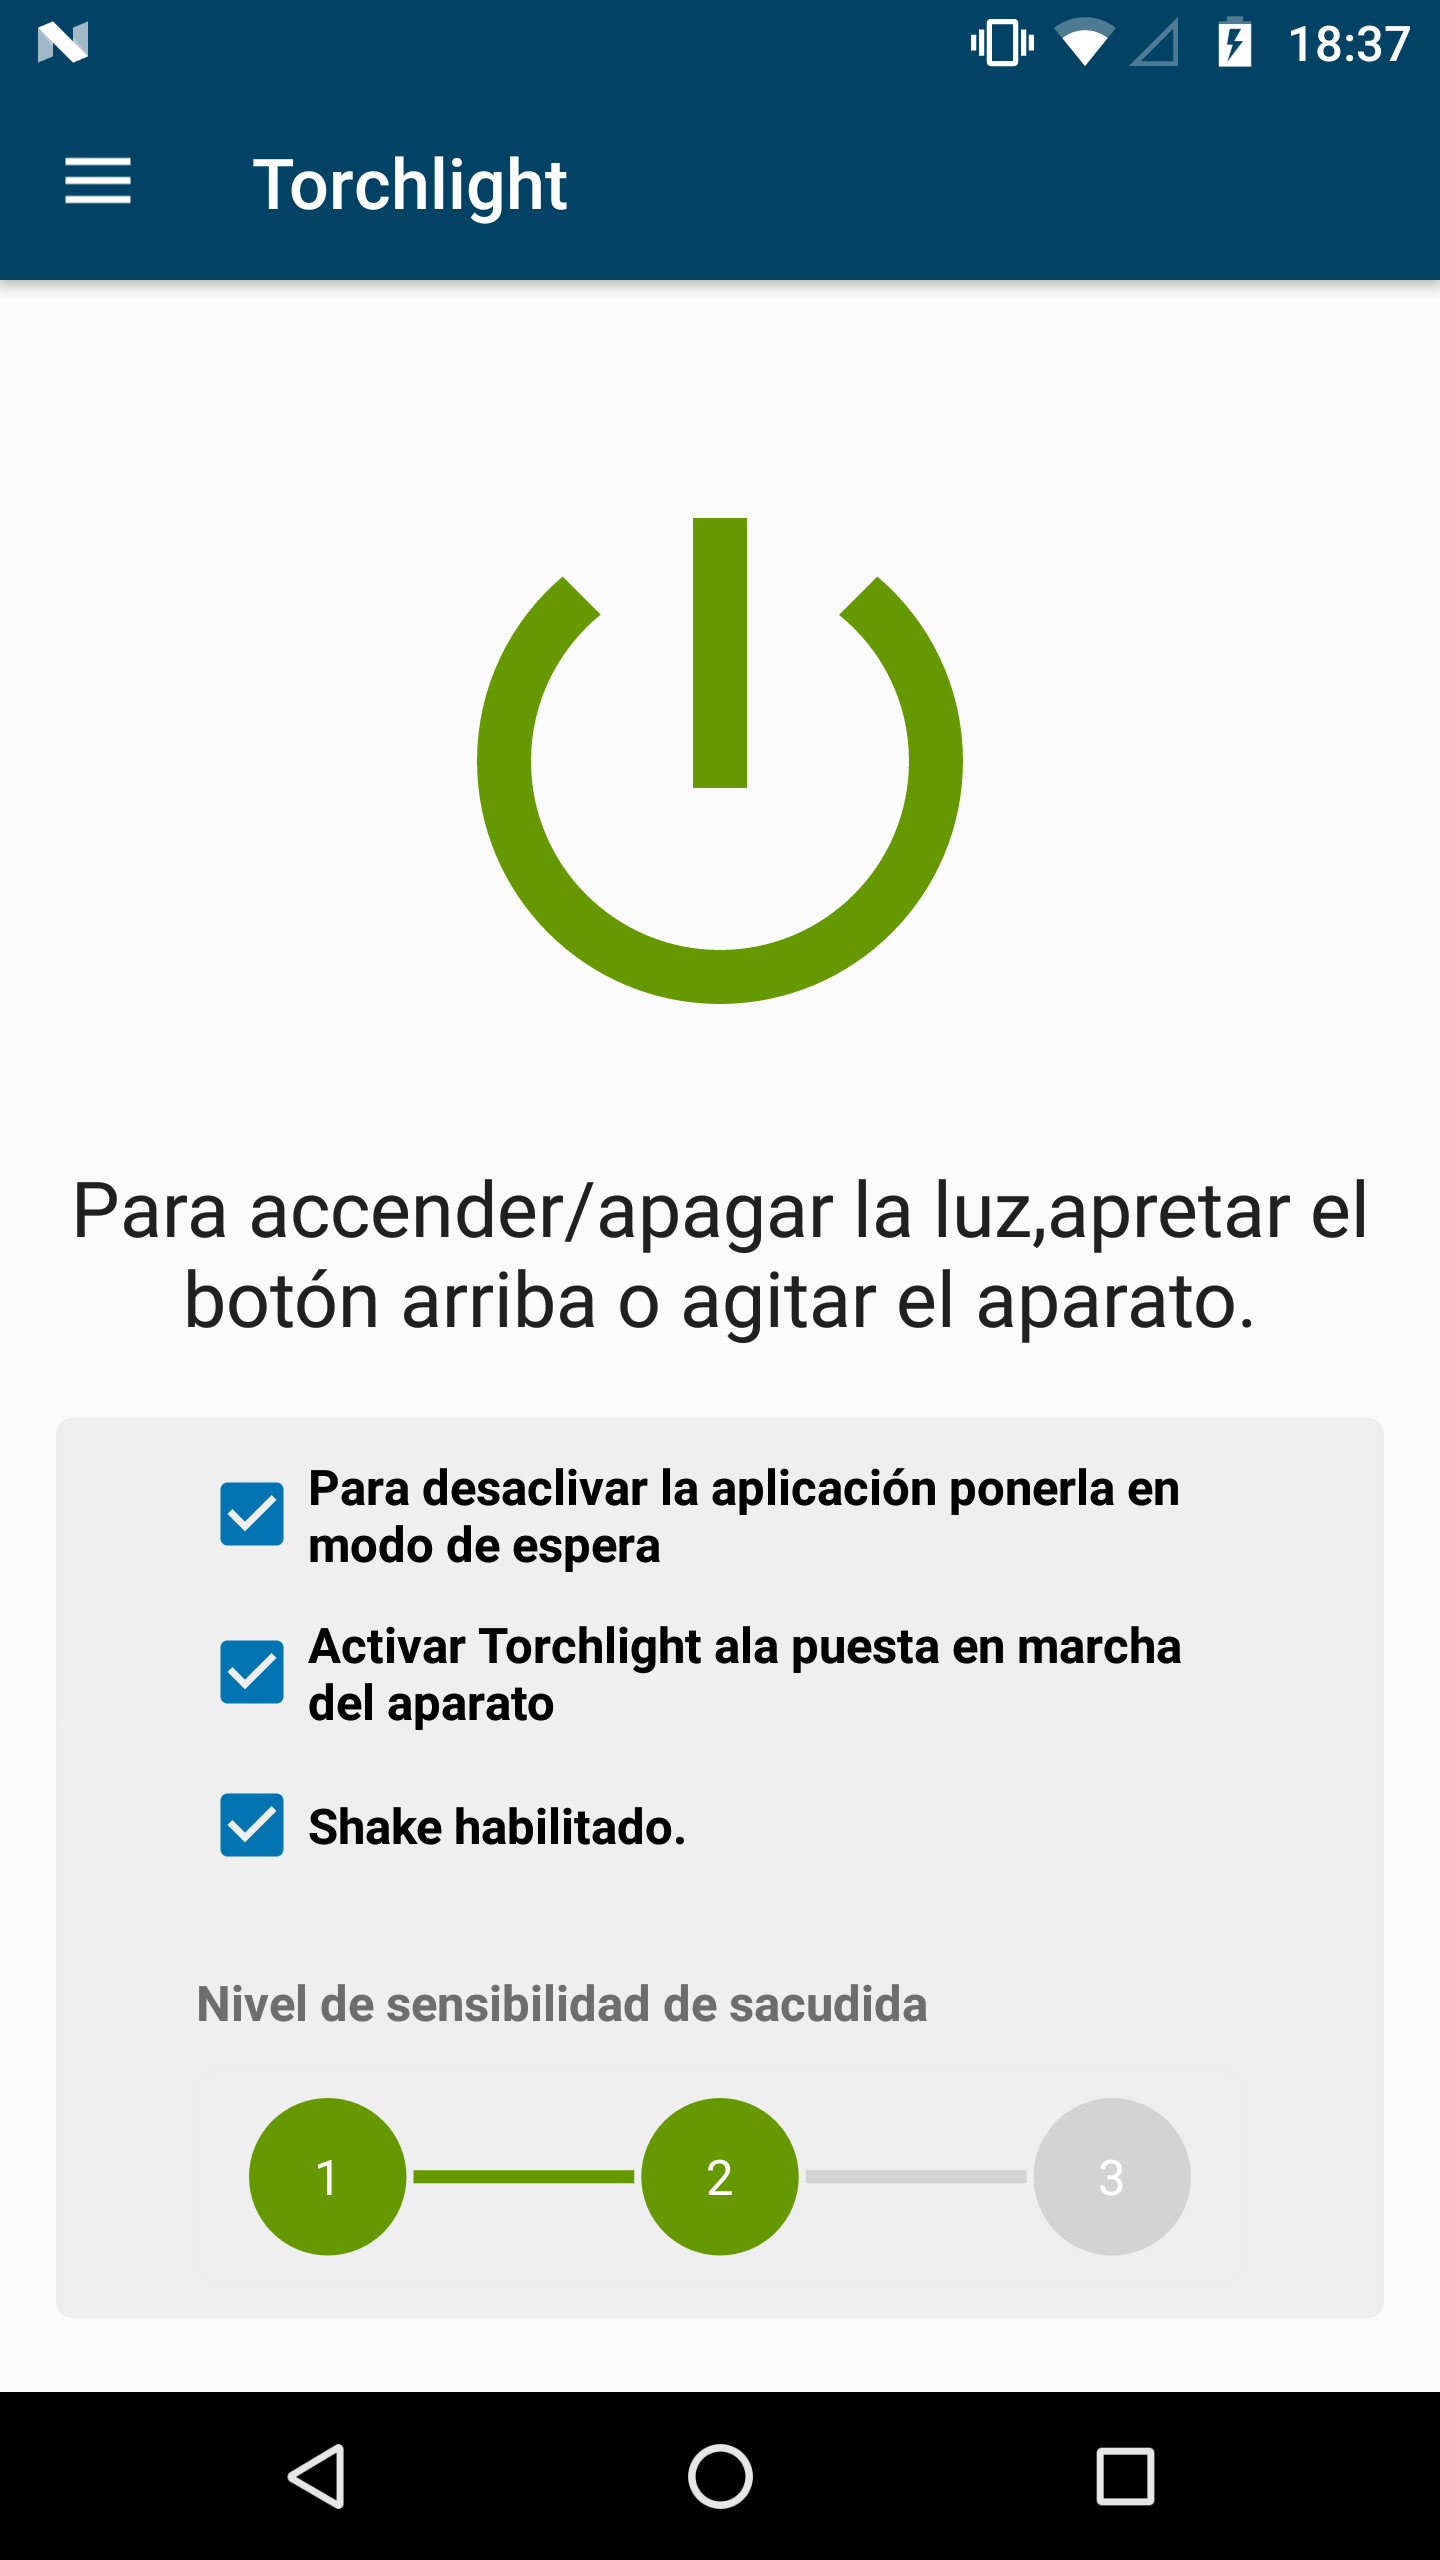 18:37
Torchlight
Para accender/apagar la luz,apretar el
botón arriba o agitar el aparato.
Para desaclivar la aplicación ponerla en
modo de espera
Activar Torchlight ala puesta en marcha
del aparato
Shake habilitado.
Nivel de sensibilidad de sacudida
1 2 3